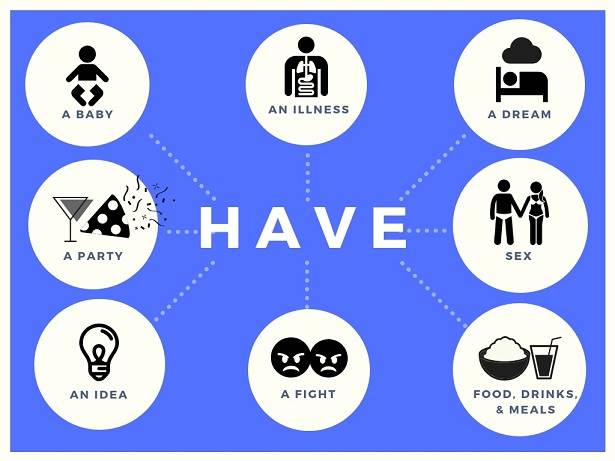 A BABY
AN ILLNESS
A DREAM
A PARTY
HAVE
SEX
AN IDEA
A FIGHT
FOOD, DRINKS,
& MEALS